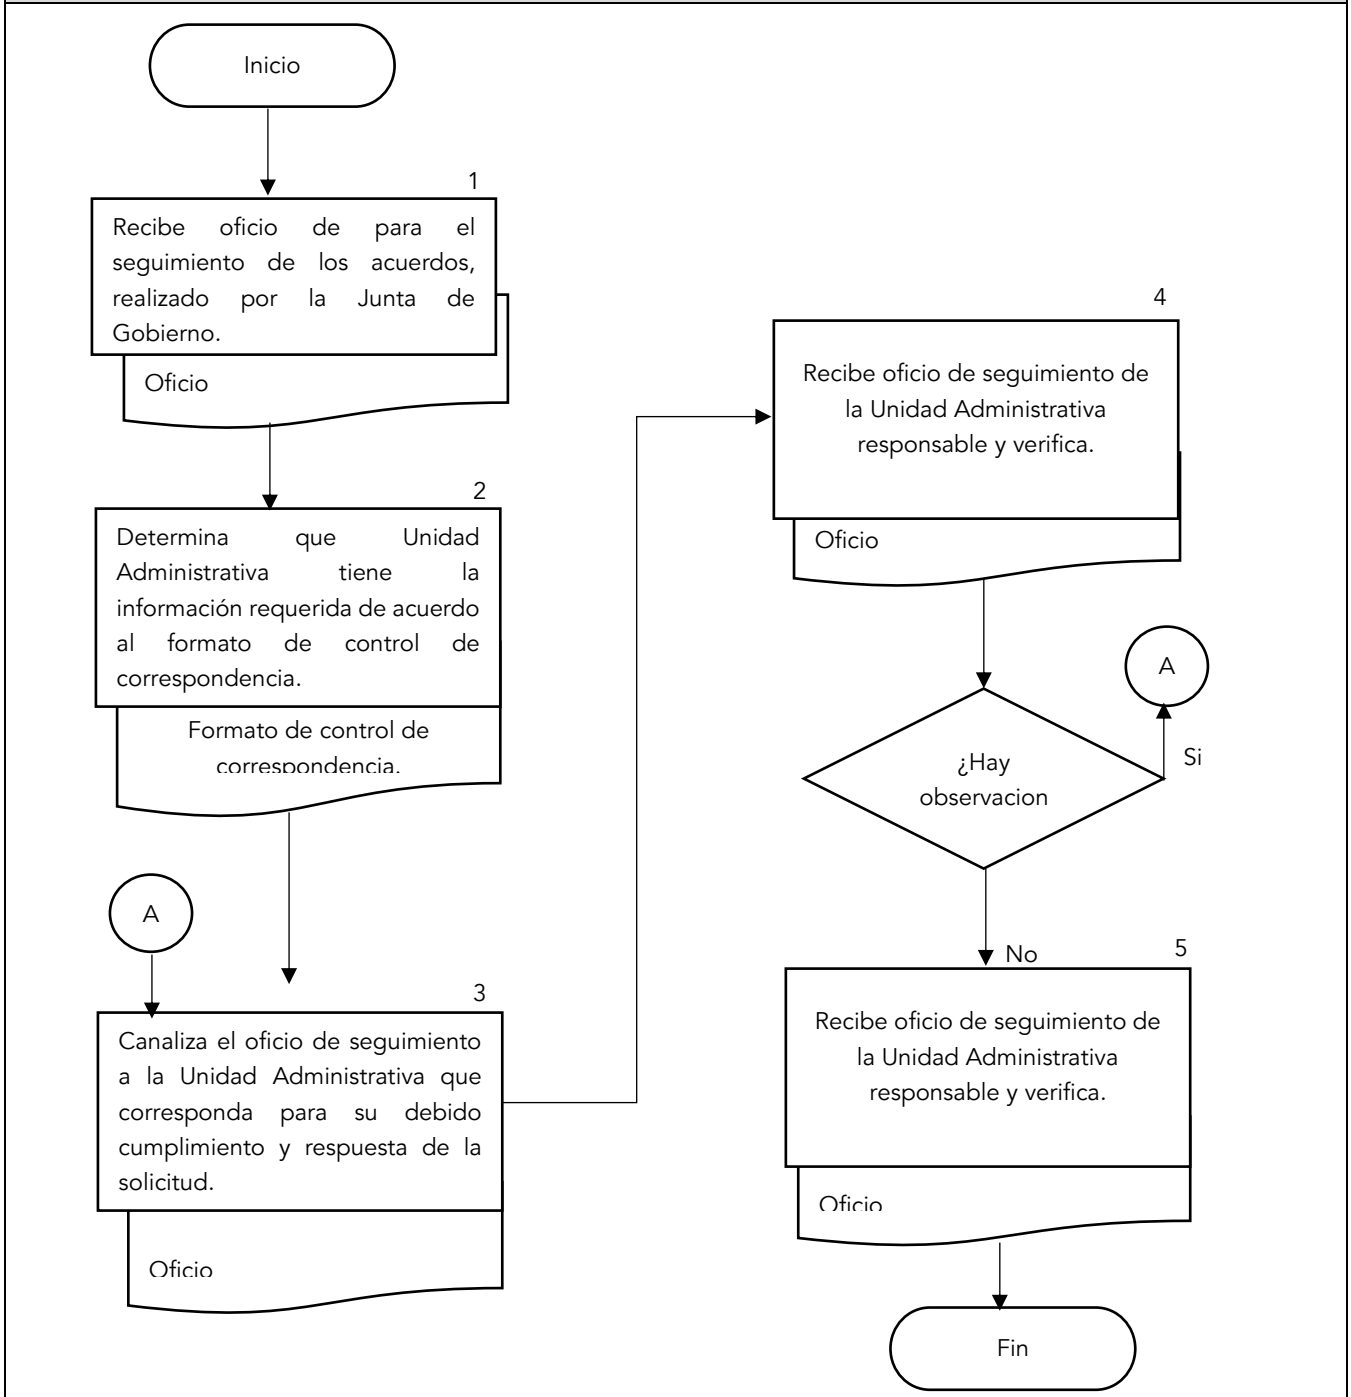 Inicio
1
Recibe oficio de para el
seguimiento de los acuerdos,
realizado por la Junta de
Gobierno.
Oficio
2
Determina que Unidad
Administrativa tiene la
información requerida de acuerdo
al formato de control de
correspondencia.
Formato de control de
correspondencia.
A
3
Canaliza el oficio de seguimiento
a la Unidad Administrativa que
corresponda para su debido
cumplimiento y respuesta de la
solicitud.
Oficio
4
Recibe oficio de seguimiento de
la Unidad Administrativa
responsable y verifica.
Oficio
A
¿Hay
observacion
Si
No
5
Recibe oficio de seguimiento de
la Unidad Administrativa
responsable y verifica.
Oficio
Fin